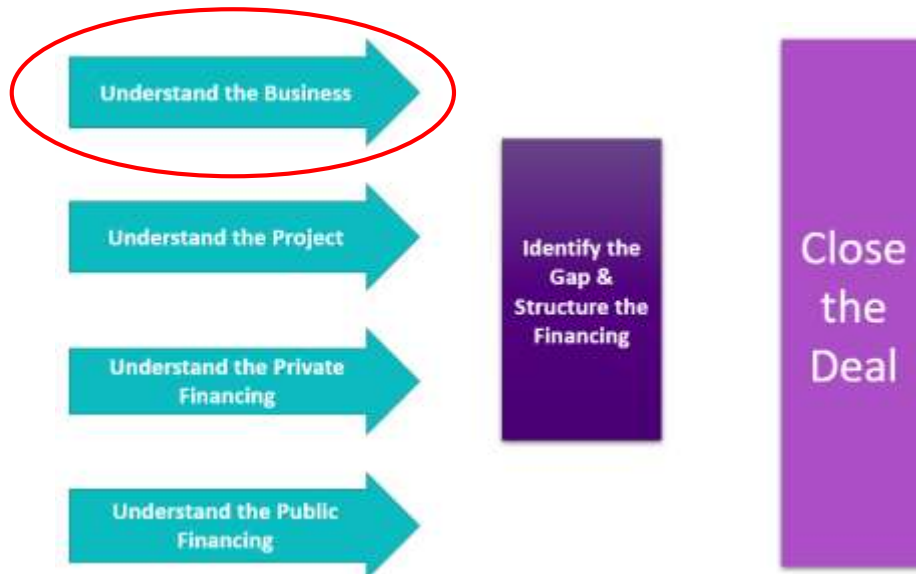 Understand the Business
Understand the Project
Understand the Private
Financing
Understand the Public
Financing
Identify the
Gap &
Structure the
Financing
Close
the
Deal